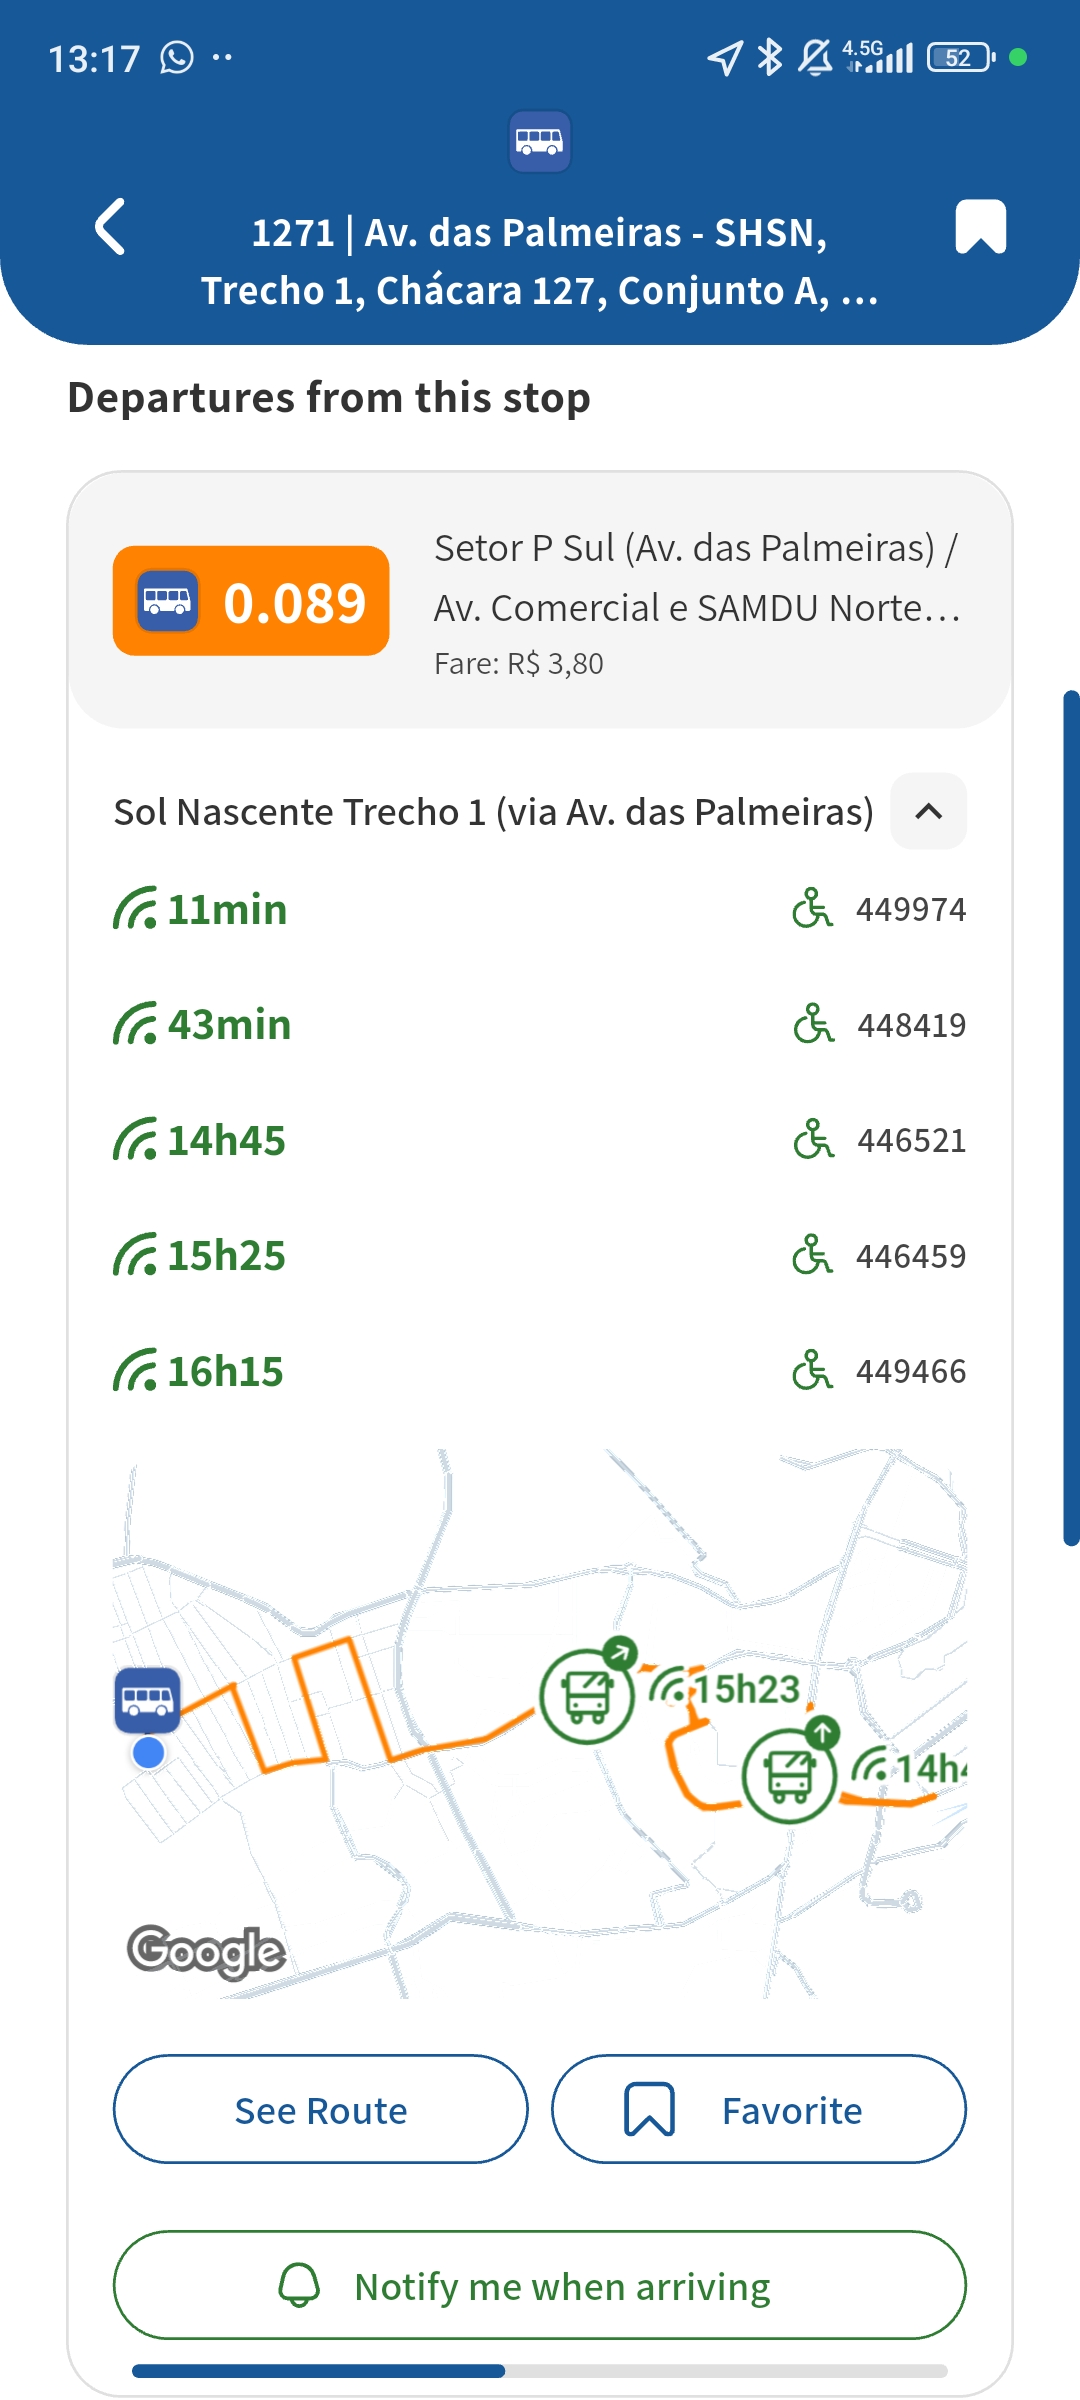 13:17
4.5G
52
1271 | Av. das Palmeiras - SHSN,
Trecho 1, Chácara 127, Conjunto A, ...
Departures from this stop
0.089
Setor P Sul (Av. das Palmeiras) /
Av. Comercial e SAMDU Norte...
Fare: R$ 3,80
Sol Nascente Trecho 1 (via Av. das Palmeiras)
11min 449974
43min 448419
14h45 446521
15h25 446459
16h15 449466
15h23
14h4
Google
See Route
Favorite
Notify me when arriving